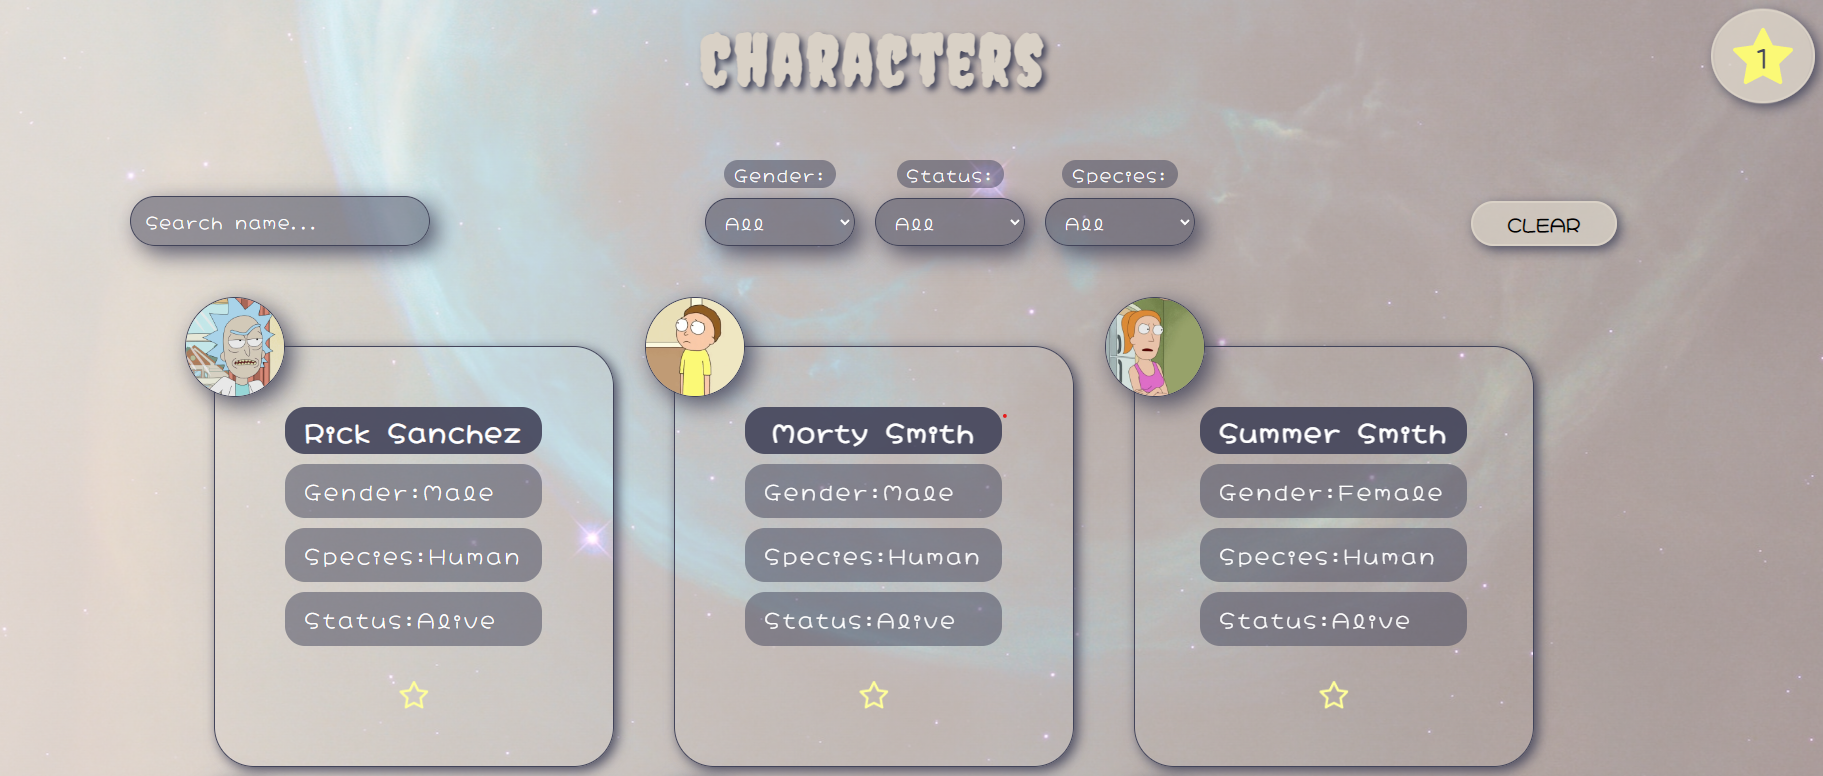 CHARACTERS
1
Gender:
Status:
Species:
Search name...
All
All
All
CLEAR
Rick Sanchez
Gender:Male
Species:Human
Status:Alive
Morty Smith
Gender:Male
Species:Human
Status:Alive
Summer Smith
Gender:Female
Species:Human
Status:Alive